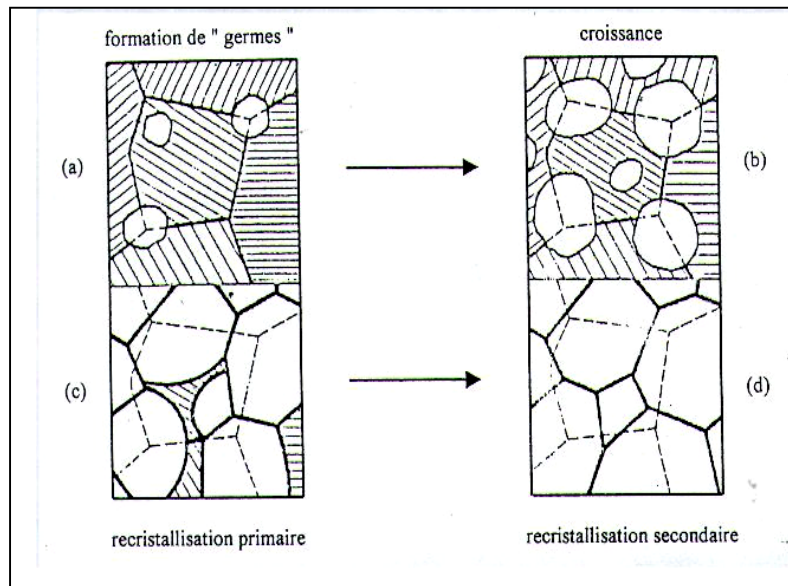 formation de " germes "
croissance
(a)
(b)
(c)
(d)
recristallisation primaire
recristallisation secondaire